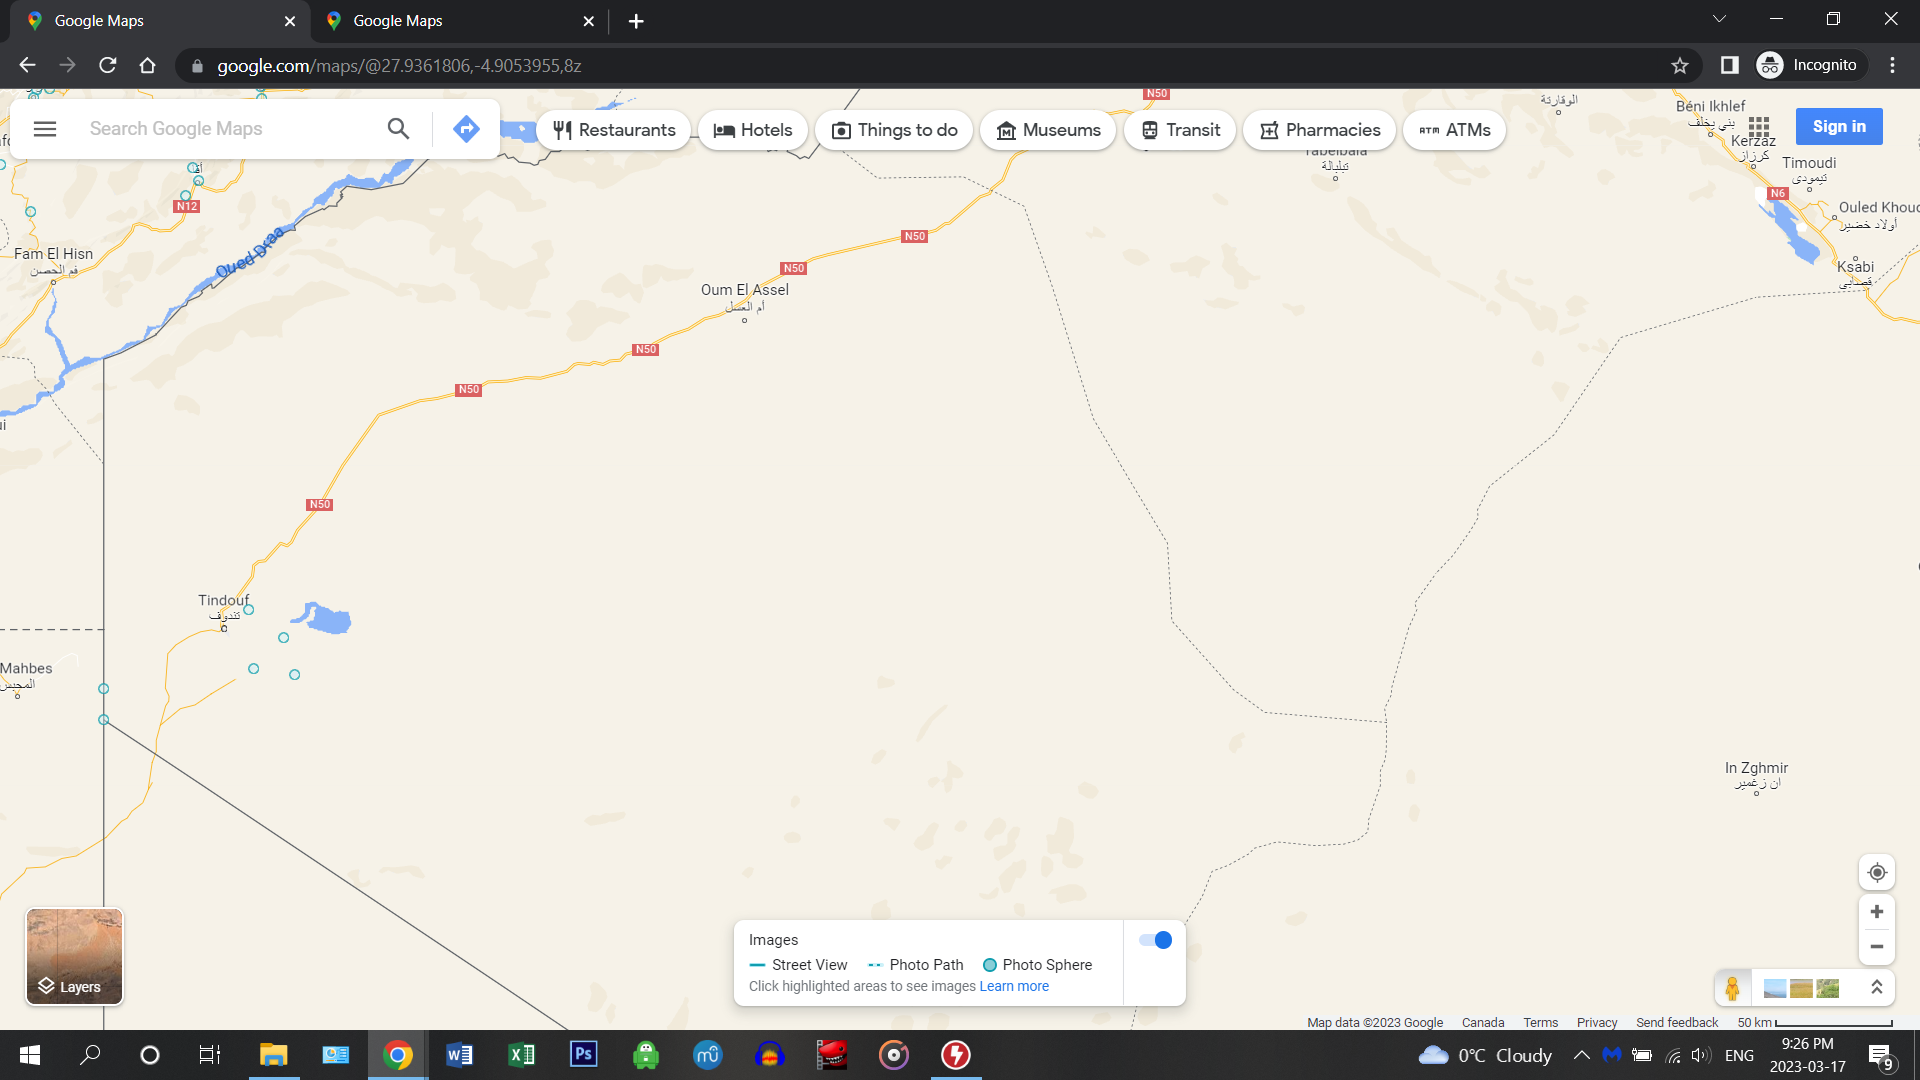 Google Maps
Google Maps
google.com/maps/@27.9361806,-4.9053955,8z
Incognito
Search Google Maps
Restaurants
Hotels
Things to do
Museums
Transit
Pharmacies
ATM ATMs
Sign in
N50
الوقارتة
Béni Ikhlef
بني يخلف
Kerzaz
كرزاز
Timoudi
تيمودي
تبلبالة
N6
Ouled Khoud
أولاد خضير
Ksabi
قصابي
أقا
N12
Oued Draa
Fam El Hisn
فم الحصن
N50
N50
Oum El Assel
أم العسل
N50
N50
N50
Tindouf
تندوف
Mahbes
المحبس
In Zghmir
ان زغمير
Layers
Images
Street View
Photo Path
Photo Sphere
Click highlighted areas to see images Learn more
Map data ©2023 Google
Canada
Terms
Privacy
Send feedback
50 km
0°C Cloudy
ENG
9:26 PM
2023-03-17
9